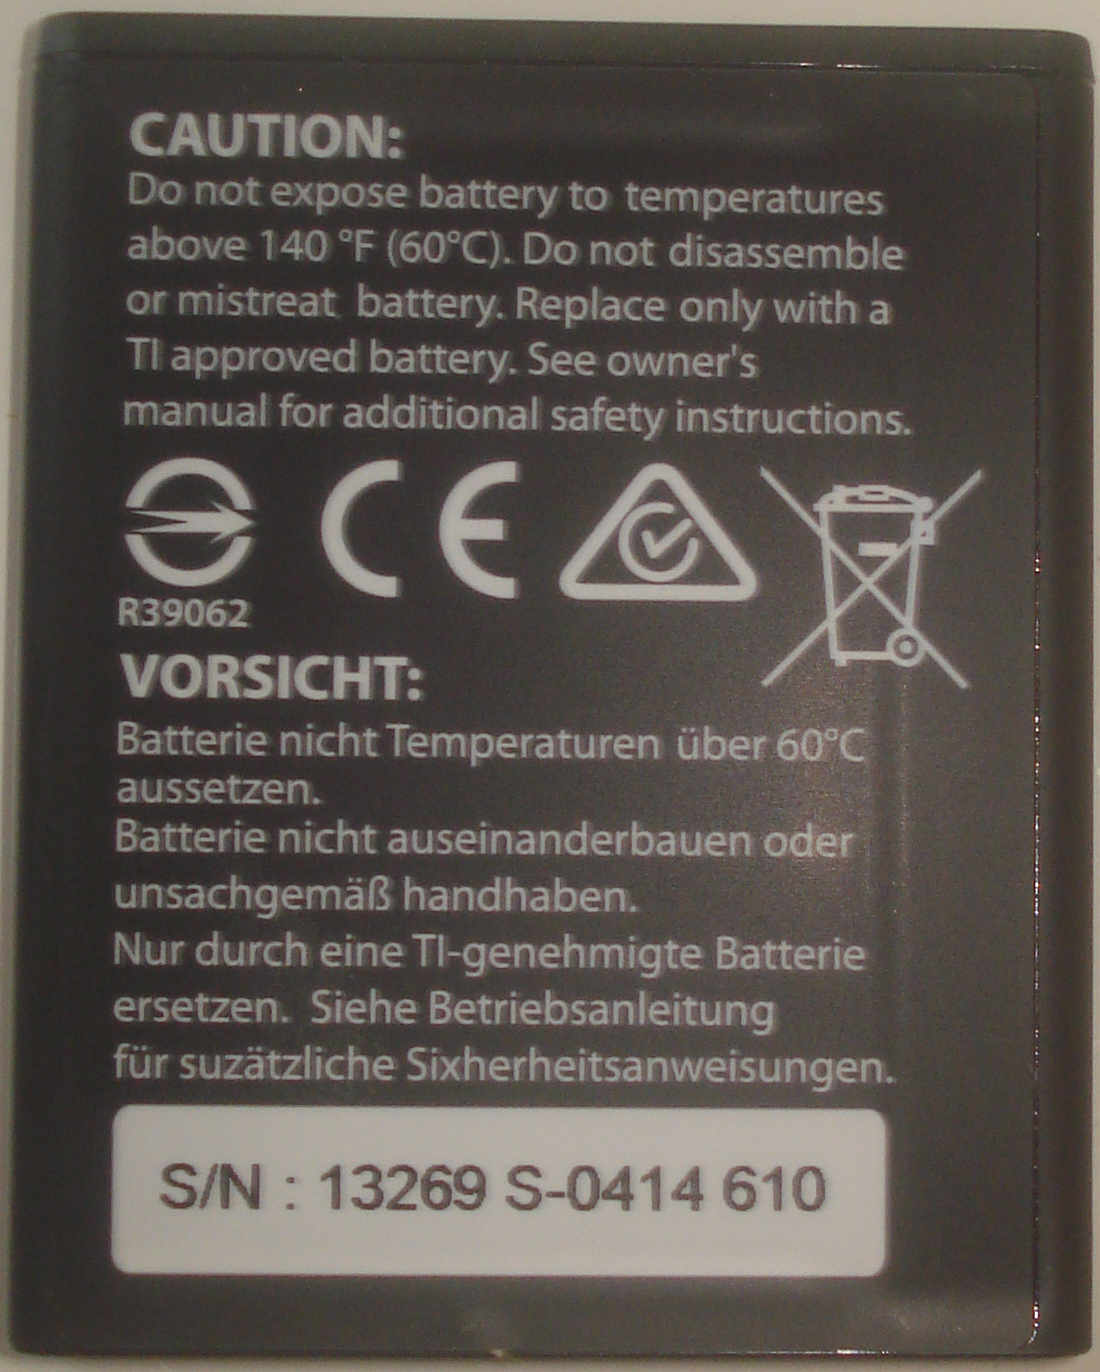 CAUTION:
Do not expose battery to temperatures
above 140 °F (60°C). Do not disassemble
or mistreat battery. Replace only with a
TI approved battery. See owner's
manual for additional safety instructions.
CE
R39062
VORSICHT:
Batterie nicht Temperaturen über 60°C
aussetzen.
Batterie nicht auseinanderbauen oder
unsachgemäß handhaben.
Nur durch eine TI-genehmigte Batterie
ersetzen. Siehe Betriebsanleitung
für suzätzliche Sixherheitsanweisungen.
S/N : 13269 S-0414 610